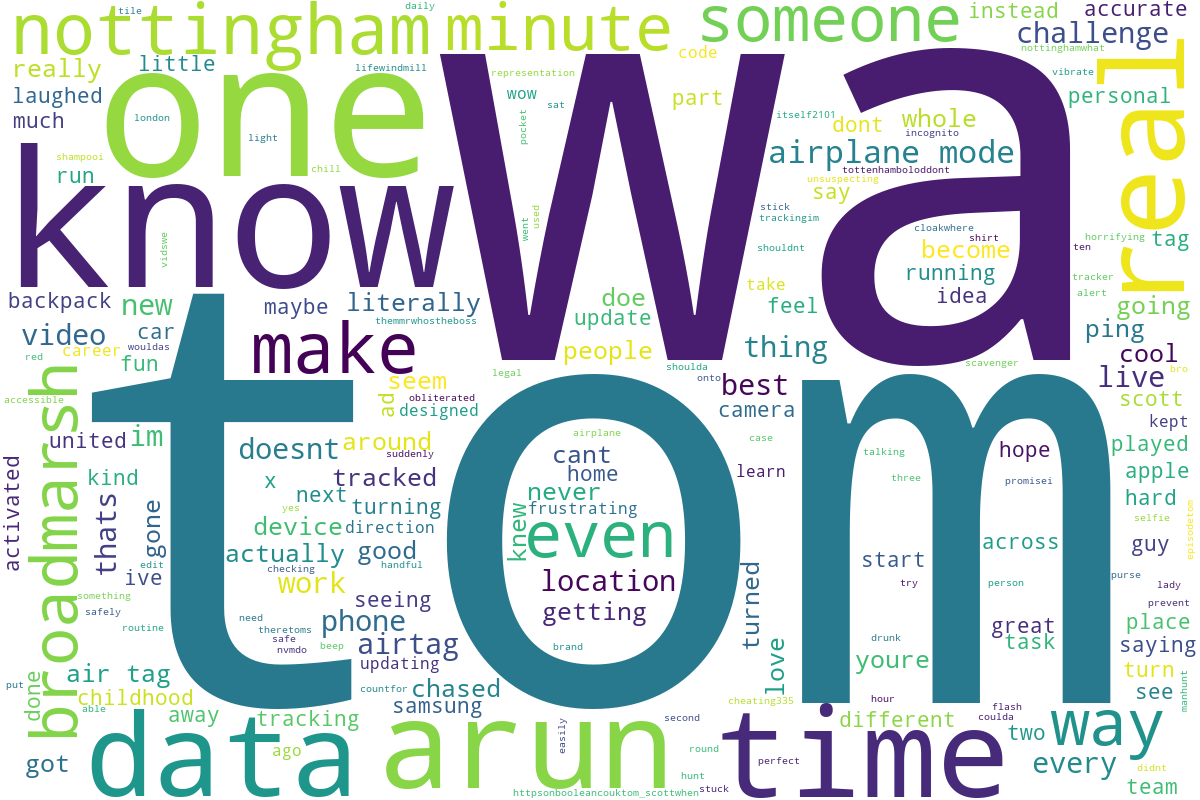 tile
daily
nottingham
minute
someone
instead
accurate
challenge
really
little
lifewindmill
code
nottinghamwhat
laughed
one
wa
representation
wow
sat
part
vibrate
real
much
london
light
pocket
itself2101
dont
whole
personal
incognito
shampooi
run
know
chill
airplane mode
tottenhamboloddont
unsuspecting
say
vidswe
went
used
stick
trackingim
cloakwhere
shirt
horrifying
tag
shouldnt
become
ten
running
tracker
backpack
new
maybe
literally
doe
take
feel
idea
alert
going
video
car
themmrwhostheboss
update
ping
red
career
wouldas
fun
make
people
thing
cool
legal
shoulda
scavenger
live
bro
accessible
broadmarsh
ad
seem
obliterated
designed
onto
best
camera
scott
kept
united
im
doesnt
around
suddenly
tom
airplane
cant
case
talking
hope
played
activated
kind
thats
x
tracked
home
learn
three
promisei
apple
gone
yes
next
turning
never
frustrating
hard
device
direction
knew
even
selfie
episodetom
edit
actually
good
across
guy
ive
checking
handful
location
start
something
work
seeing
getting
turned
try
person
purse
lady
safely
need
phone
prevent
routine
theretoms
safe
nvmdo
beep
airtag
brand
drunk
great
task
place
saying
air tag
updating
love
youre
turn
put
done
able
childhood
countfor
chased
samsung
cheating335
hour
see
manhunt
away
tracking
data
arun
time
different
flash
coulda
two
way
ago
easily
second
round
got
perfect
every
didnt
hunt
stuck
httpsonbooleancouktom_scottwhen
team